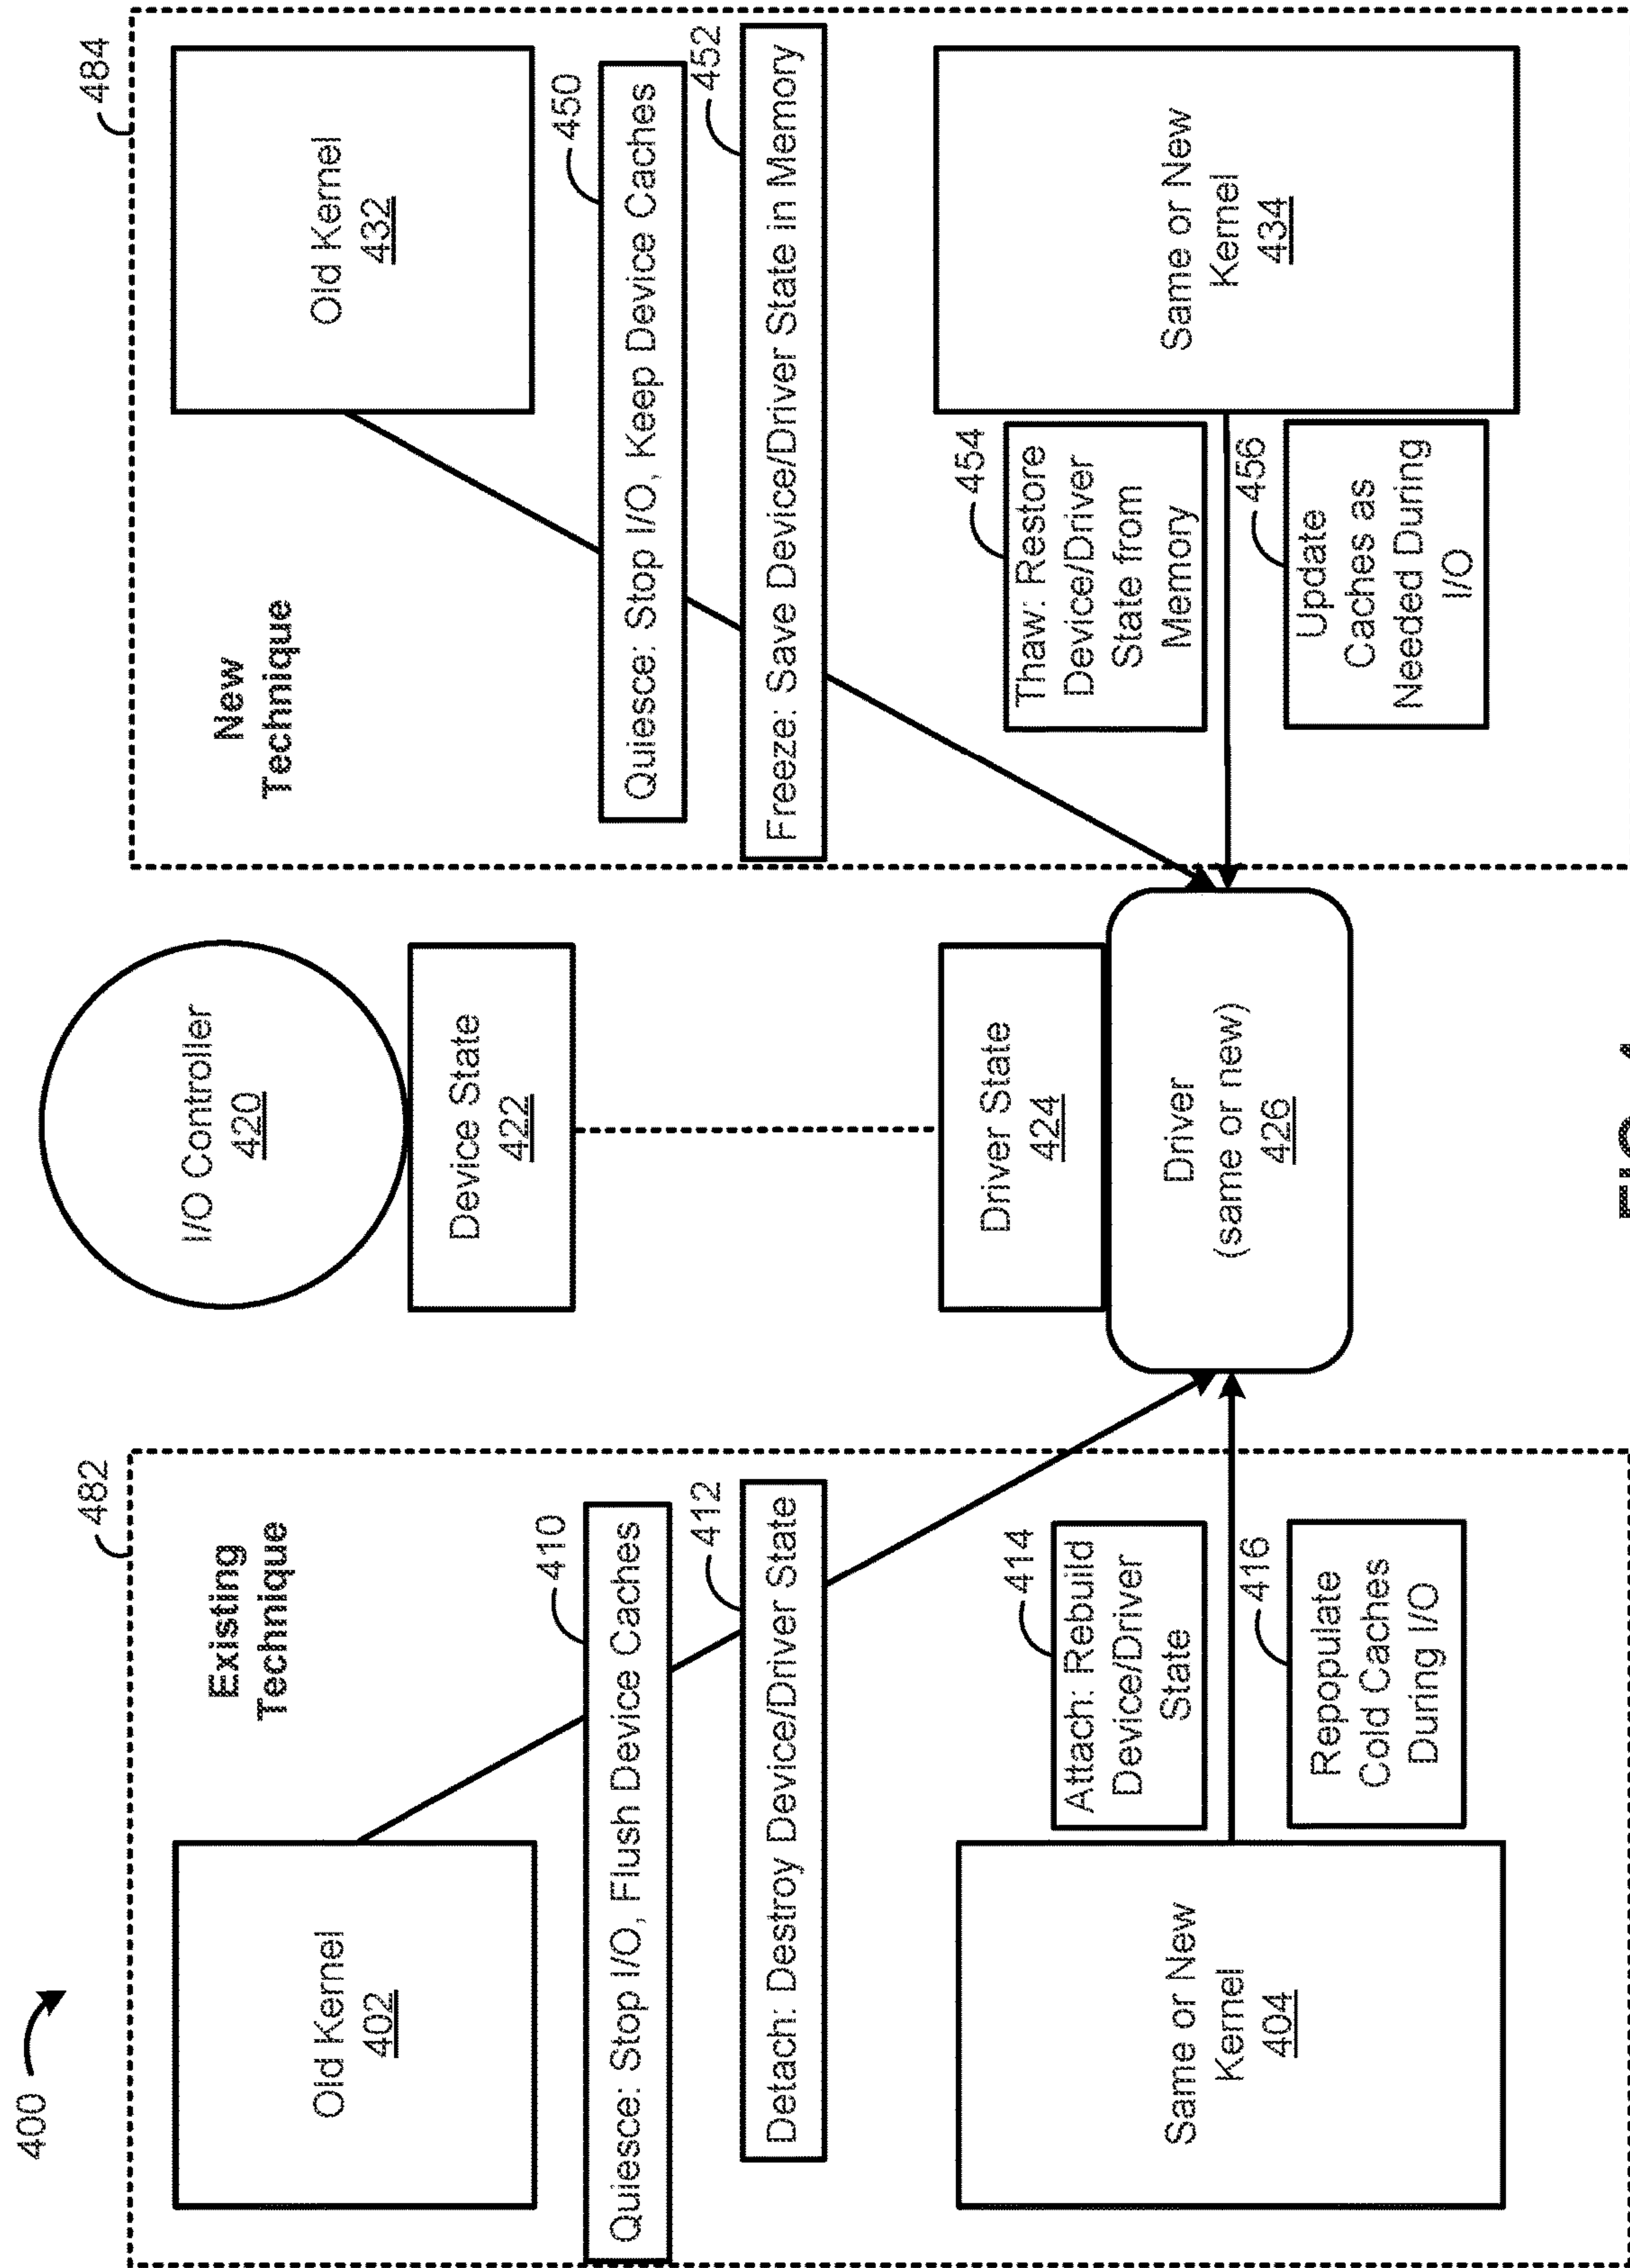 400
482
Existing
Technique
Old Kernel
402
410
Quiesce: Stop I/O, Flush Device Caches
412
Detach: Destroy Device/Driver State
414
Attach: Rebuild
Device/Driver
State
416
Repopulate
Cold Caches
During I/O
Same or New
Kernel
404
I/O Controller
420
Device State
422
Driver State
424
Driver
(same or new)
426
484
New
Technique
Old Kernel
432
450
Quiesce: Stop I/O, Keep Device Caches
452
Freeze: Save Device/Driver State in Memory
454
Thaw: Restore
Device/Driver
State from
Memory
456
Update
Caches as
Needed During
I/O
Same or New
Kernel
434